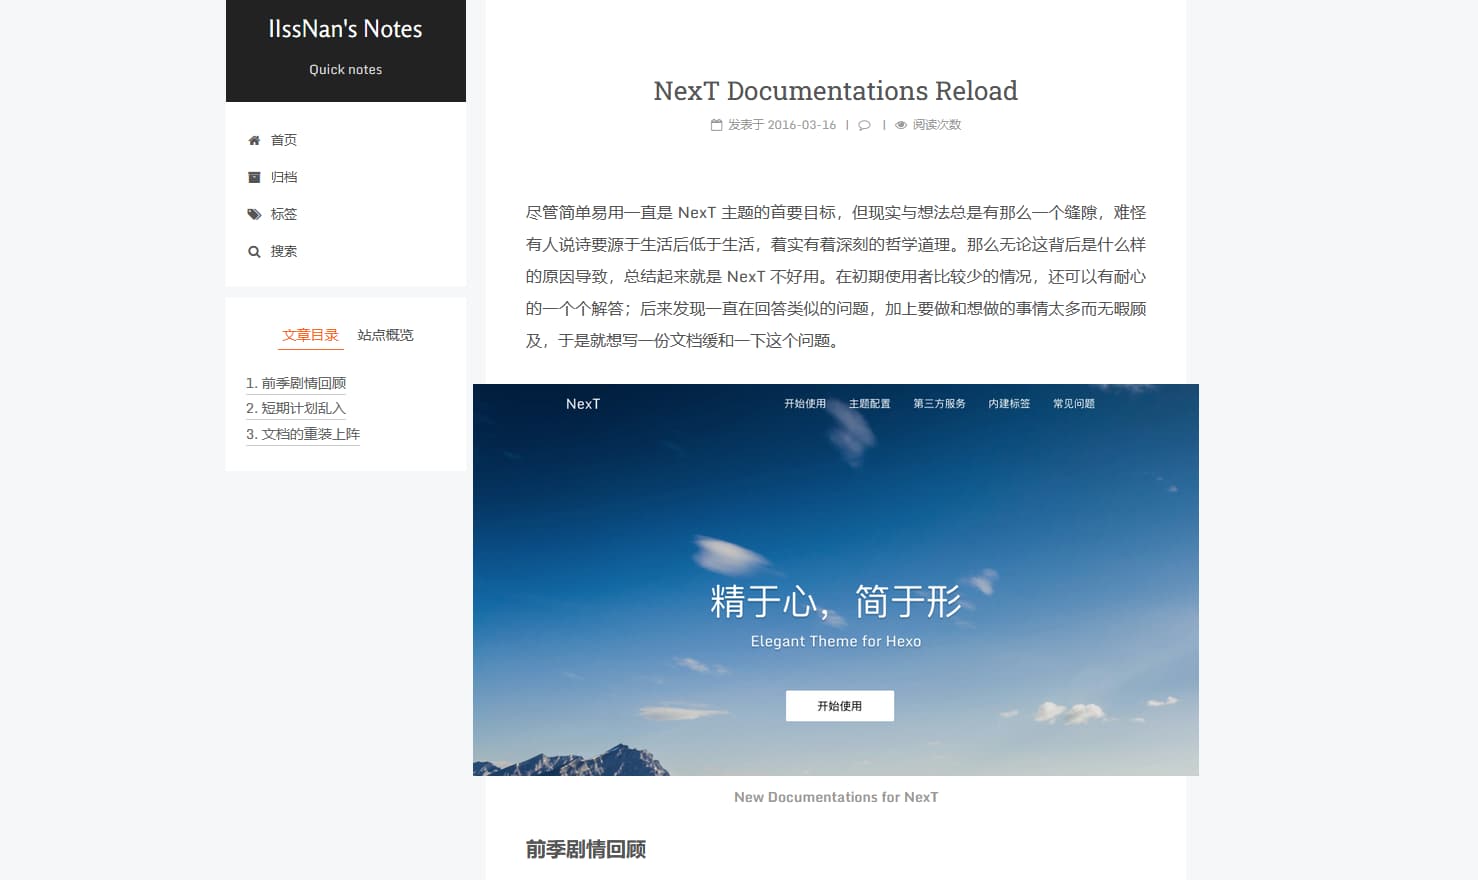 IIssNan's Notes
Quick notes
首页
归档
标签
搜索
文章目录 站点概览
1. 前季剧情回顾
2. 短期计划乱入
3. 文档的重装上阵
NexT Documentations Reload
发表于 2016-03-16 | | 阅读次数
尽管简单易用一直是 NexT 主题的首要目标，但现实与想法总是有那么一个缝隙，难怪
有人说诗要源于生活后低于生活，着实有着深刻的哲学道理。那么无论这背后是什么样
的原因导致，总结起来就是 NexT 不好用。在初期使用者比较少的情况，还可以有耐心
的一个个解答；后来发现一直在回答类似的问题，加上要做和想做的事情太多而无暇顾
及，于是就想写一份文档缓和一下这个问题。
NexT 开始使用 主题配置 第三方服务 内建标签 常见问题
精于心，简于形
Elegant Theme for Hexo
开始使用
New Documentations for NexT
前季剧情回顾